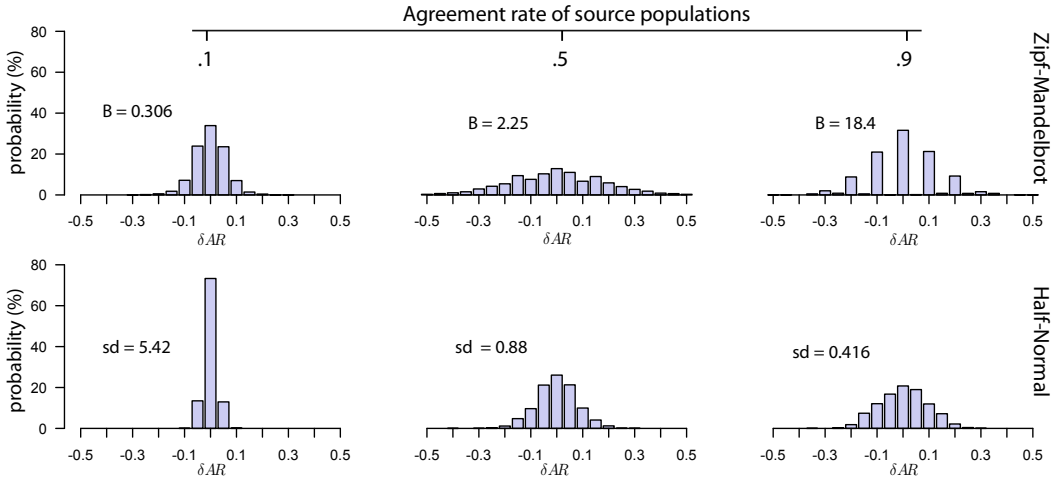 Agreement rate of source populations
.1 .5 .9
probability (%)
80
60
40
20
0
B = 0.306
B = 2.25
B = 18.4
Zipf-Mandelbrot
-0.5 -0.3 -0.1 0.1 0.3 0.5
δAR
-0.5 -0.3 -0.1 0.1 0.3 0.5
δAR
-0.5 -0.3 -0.1 0.1 0.3 0.5
δAR
probability (%)
80
60
40
20
0
sd = 5.42
sd = 0.88
sd = 0.416
Half-Normal
-0.5 -0.3 -0.1 0.1 0.3 0.5
δAR
-0.5 -0.3 -0.1 0.1 0.3 0.5
δAR
-0.5 -0.3 -0.1 0.1 0.3 0.5
δAR